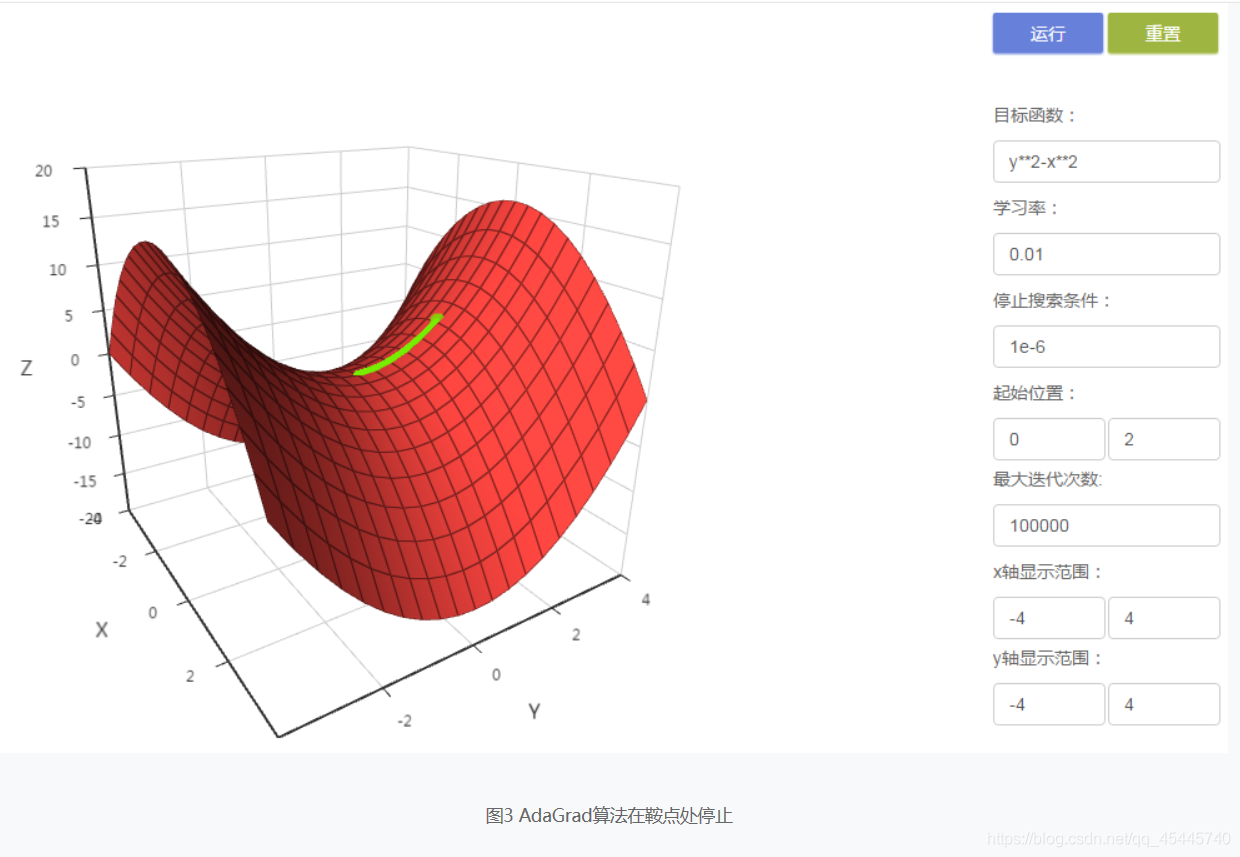 运行 重置
目标函数：
y**2-x**2
学习率：
0.01
停止搜索条件：
1e-6
起始位置：
0 2
最大迭代次数:
100000
x轴显示范围：
-4 4
y轴显示范围：
-4 4
20
15
10
5
Z 0
-5
-10
-15
-20
-2
0
2
X
-2
0
2
4
Y
图3 AdaGrad算法在鞍点处停止
https://blog.csdn.net/qq_45445740